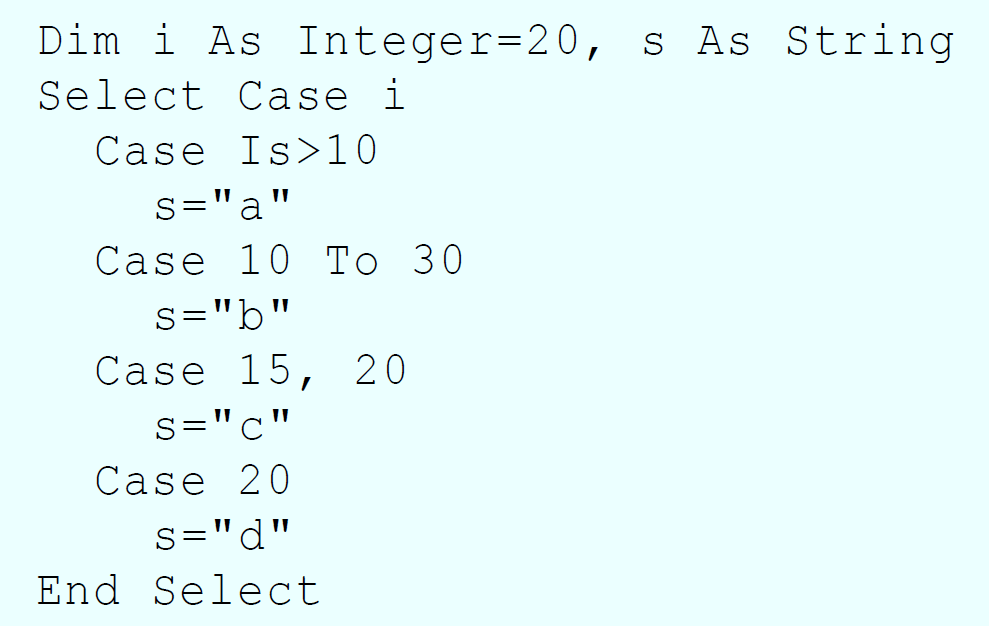 Dim i As Integer=20, s As String
Select Case i
  Case Is>10
    s="a"
  Case 10 To 30
    s="b"
  Case 15, 20
    s="c"
  Case 20
    s="d"
End Select